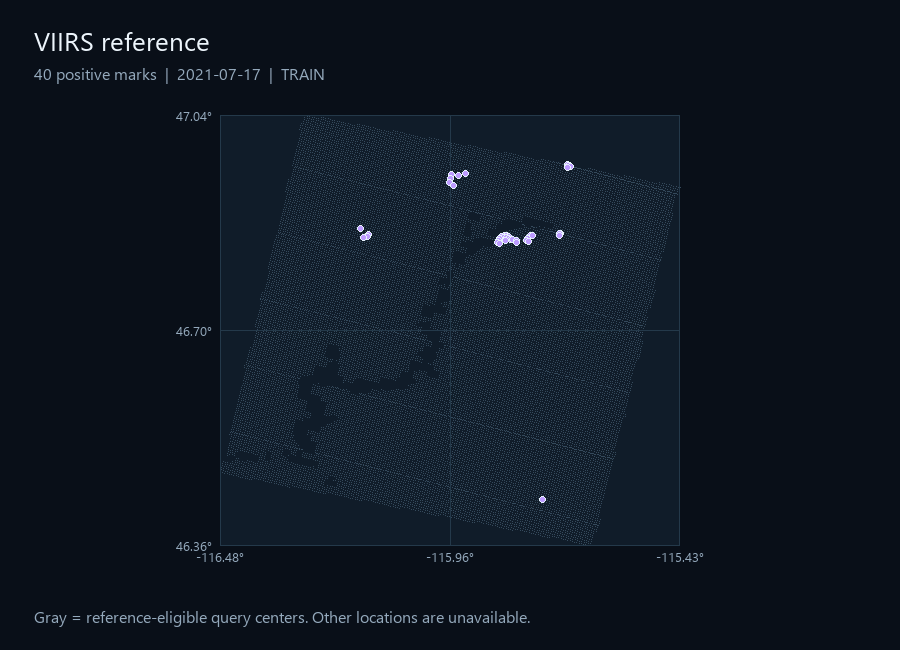 VIIRS reference
40 positive marks | 2021-07-17 | TRAIN
47.04°
46.70°
46.36°
-116.48° -115.96° -115.43°
Gray = reference-eligible query centers. Other locations are unavailable.